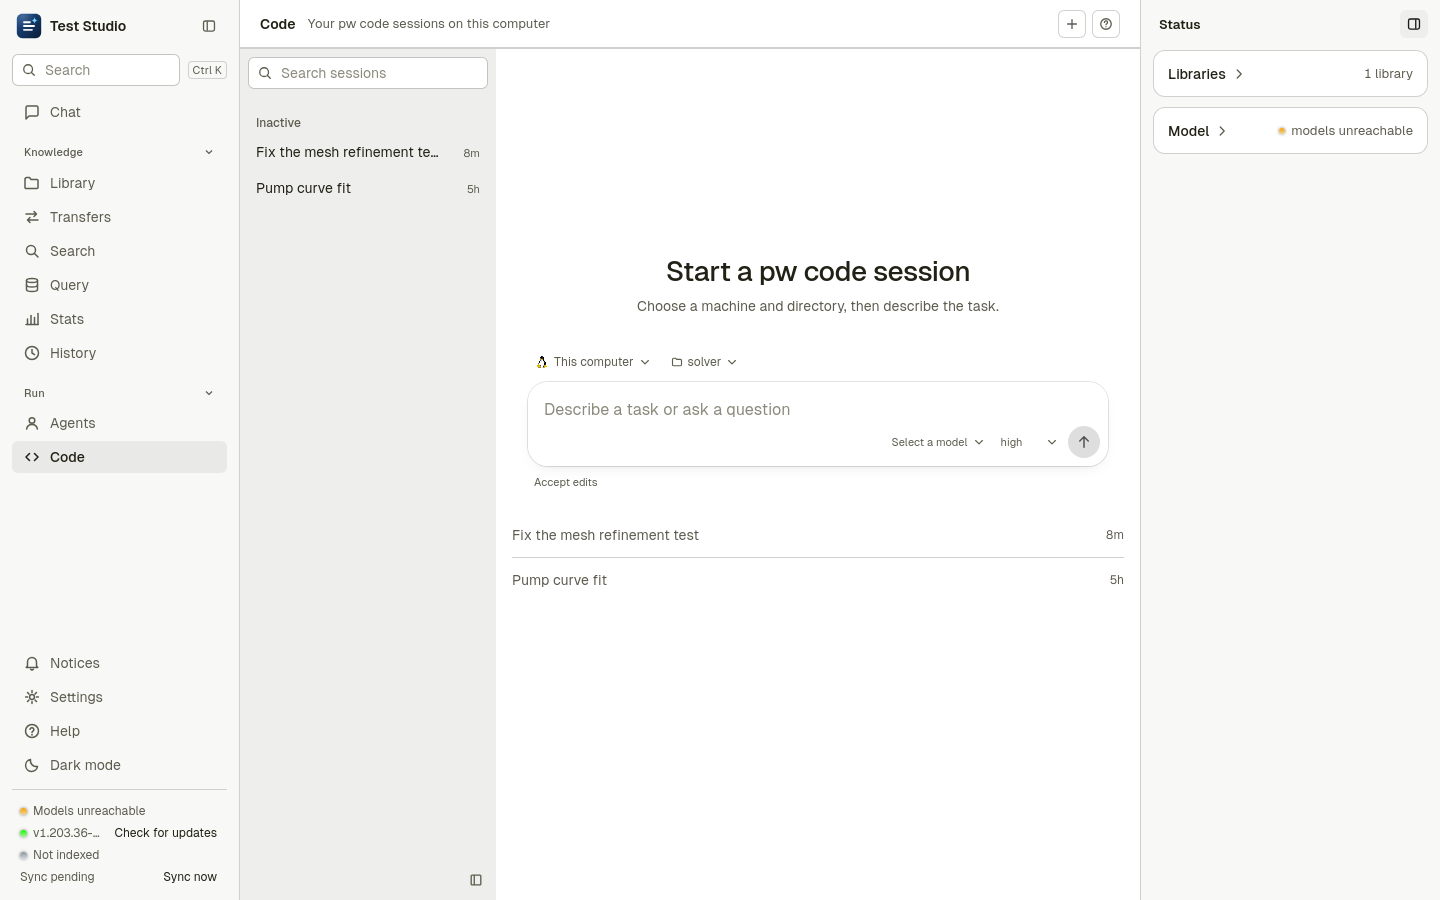 Test Studio
Search
Ctrl K
Chat
Knowledge
Library
Transfers
Search
Query
Stats
History
Run
Agents
Code
Notices
Settings
Help
Dark mode
Models unreachable
v1.203.36-... Check for updates
Not indexed
Sync pending Sync now
Code Your pw code sessions on this computer
Search sessions
Inactive
Fix the mesh refinement te... 8m
Pump curve fit 5h
Start a pw code session
Choose a machine and directory, then describe the task.
This computer solver
Describe a task or ask a question
Select a model high
Accept edits
Fix the mesh refinement test 8m
Pump curve fit 5h
Status
Libraries 1 library
Model models unreachable